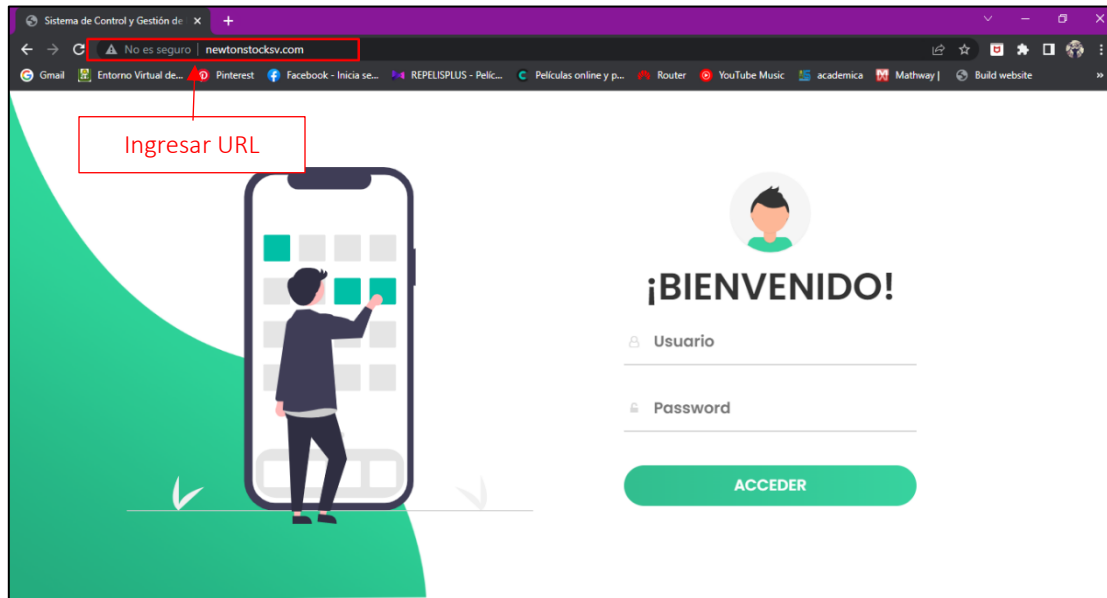 Sistema de Control y Gestión de
No es seguro | newtonstocksv.com
Gmail Entorno Virtual de... Pinterest Facebook - Inicia se... REPELISPLUS - Pelíc... Películas online y p... Router YouTube Music academica Mathway | Build website »
Ingresar URL
¡BIENVENIDO!
Usuario
Password
ACCEDER